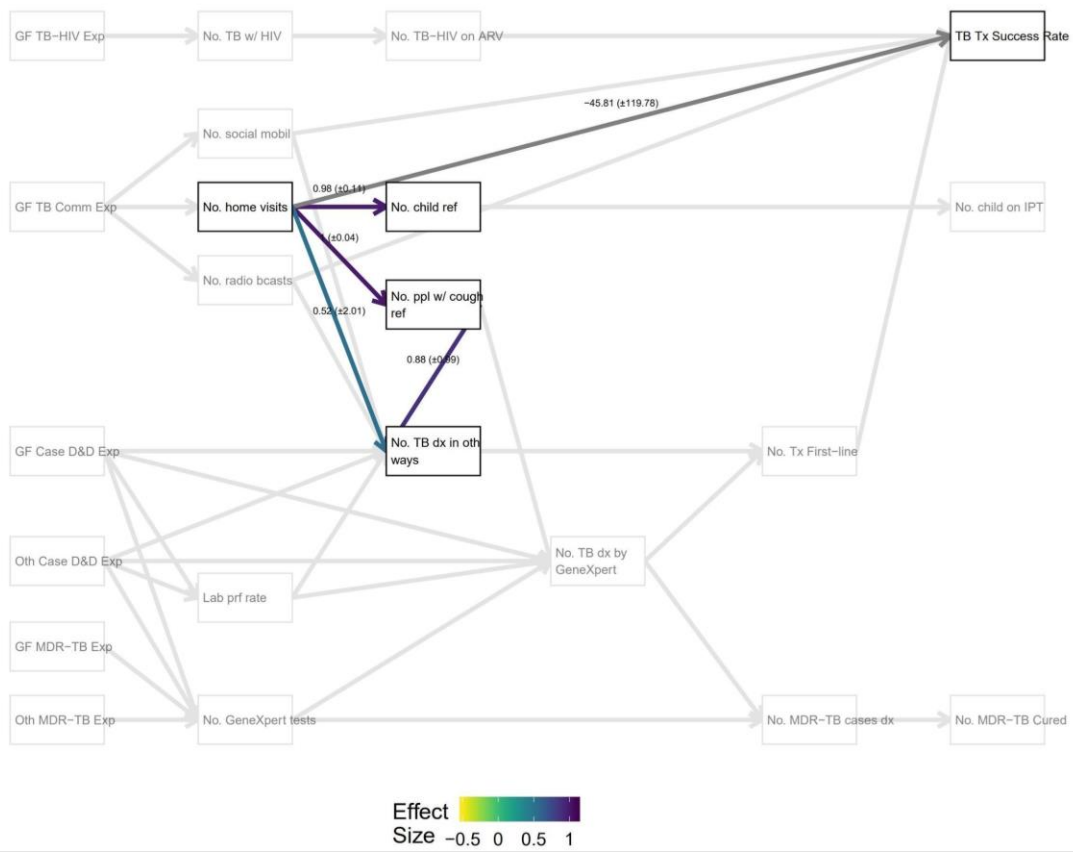 GF TB−HIV Exp
No. TB w/ HIV
No. TB−HIV on ARV
TB Tx Success Rate
−45.81 (±119.78)
No. social mobil
GF TB Comm Exp
No. home visits
0.98 (±0.11)
No. child ref
No. child on IPT
(±0.04)
No. radio bcasts
No. ppl w/ cough
ref
0.52 (±2.01)
0.88 (±0.09)
GF Case D&D Exp
No. TB dx in oth
ways
No. Tx First−line
Oth Case D&D Exp
No. TB dx by
GeneXpert
Lab prf rate
GF MDR−TB Exp
Oth MDR−TB Exp
No. GeneXpert tests
No. MDR−TB cases dx
No. MDR−TB Cured
Effect
Size
−0.5 0 0.5 1